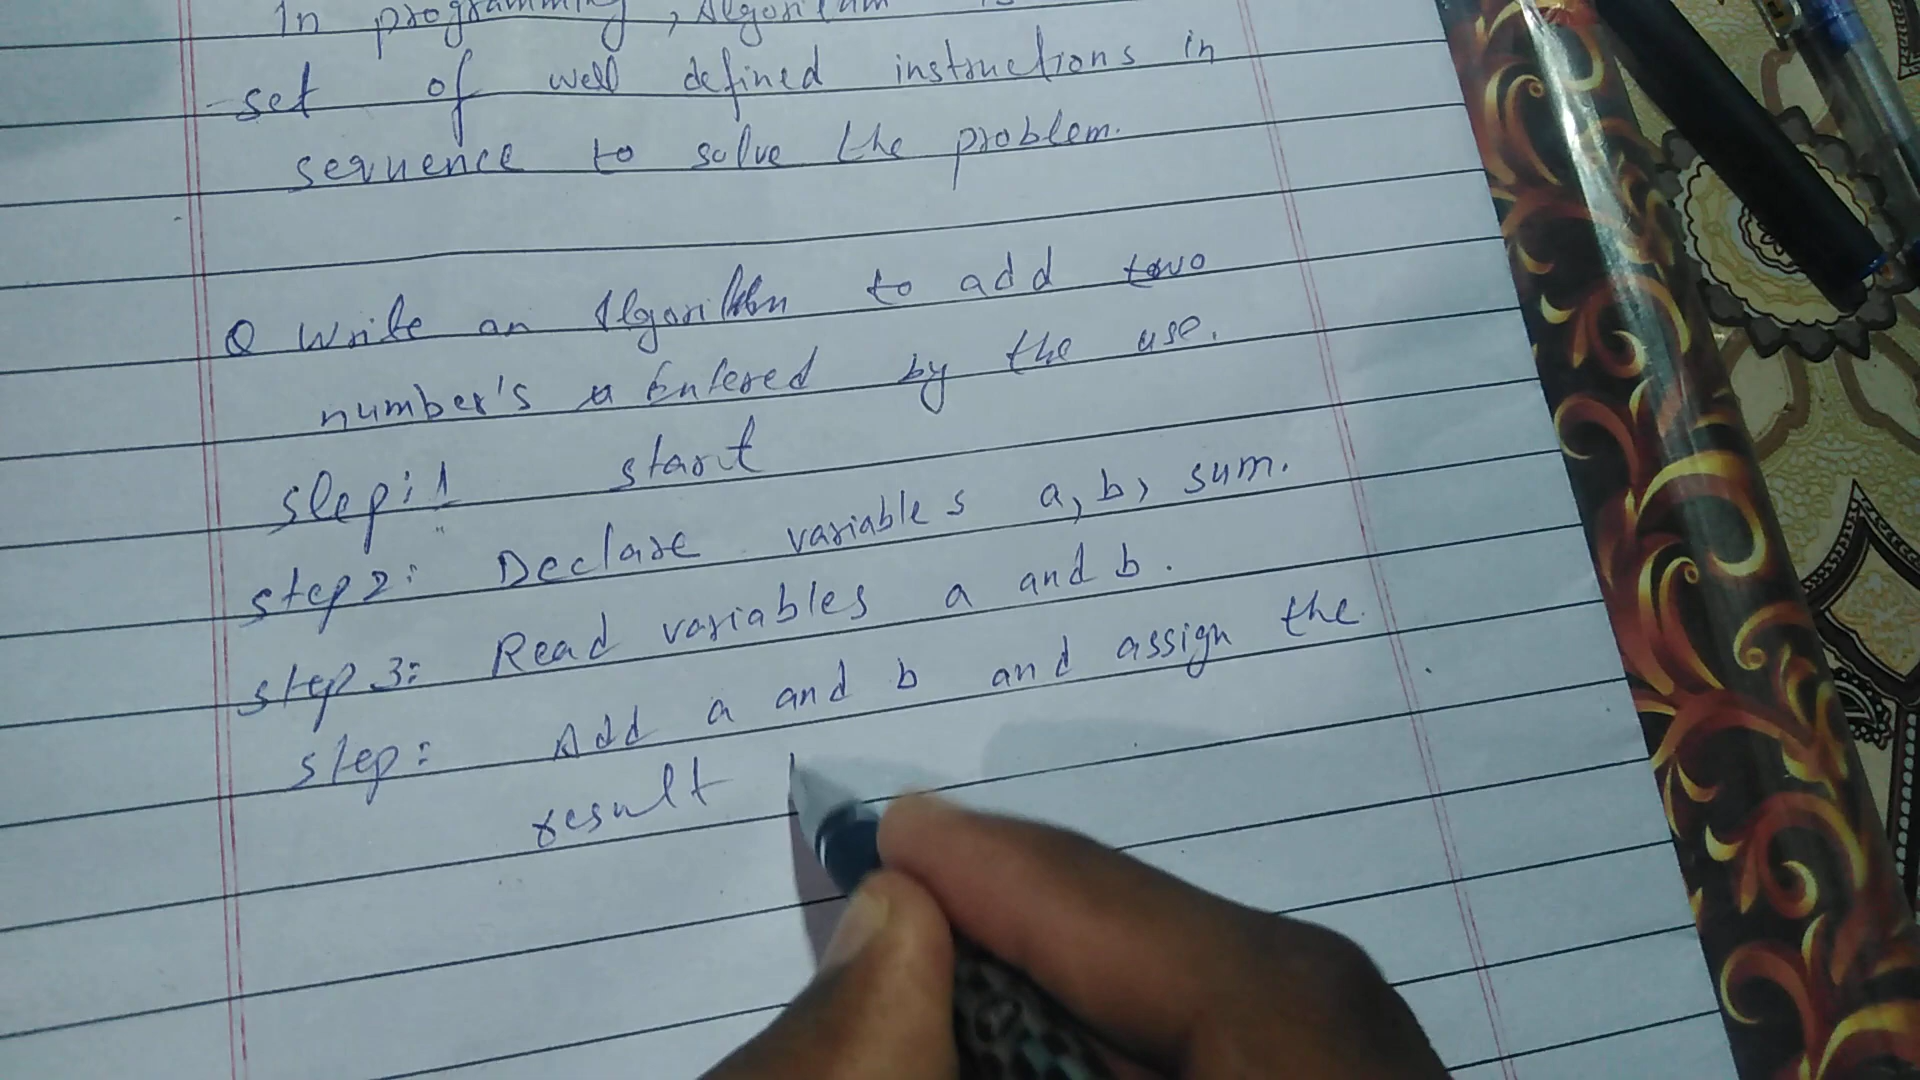 In programming, Algorithm is
set of well defined instructions in
sequence to solve the problem.
Q Write an Algorithm to add two
number's Entered by the use.
step:1 start
step2: Declare variables a, b, sum.
step 3: Read variables a and b.
step: Add a and b and assign the
result